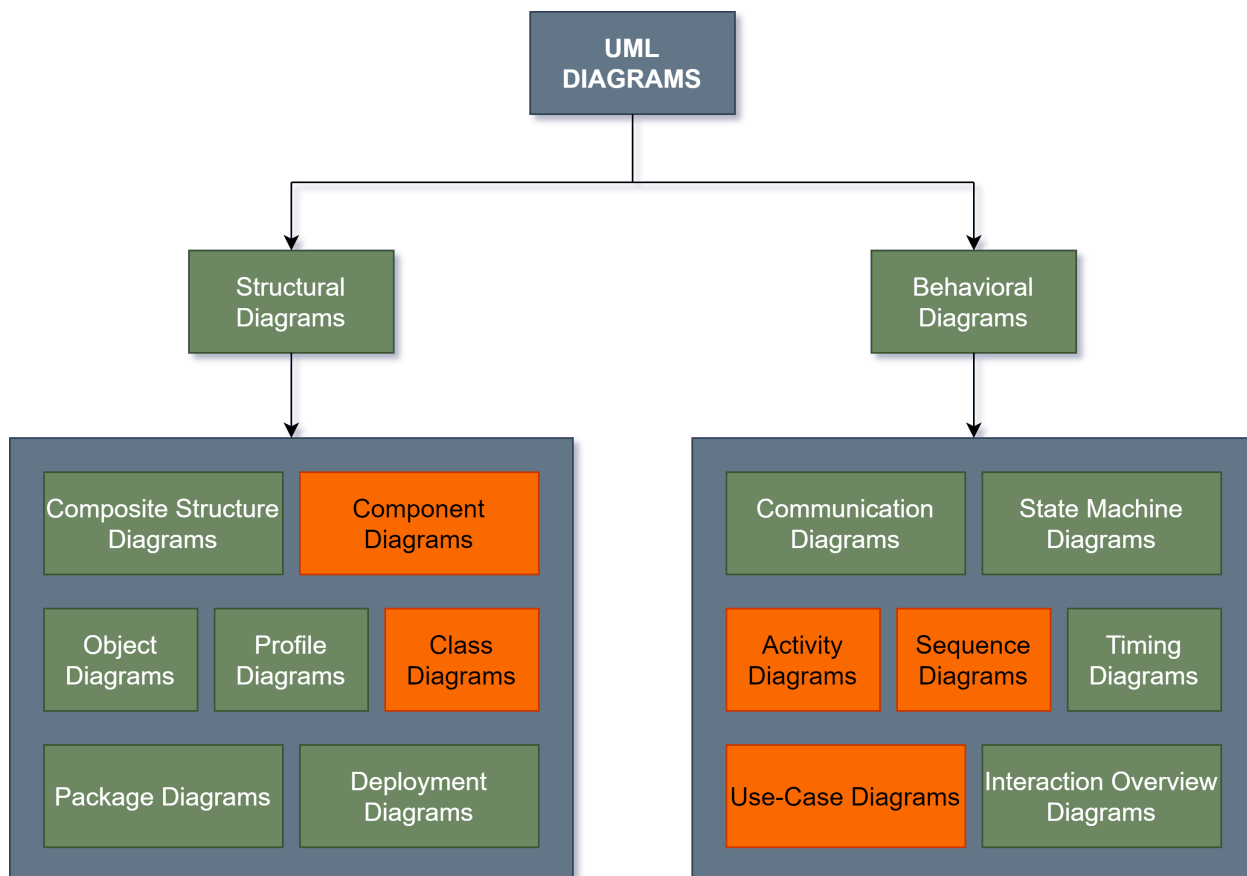 UML
DIAGRAMS
Structural
Diagrams
Behavioral
Diagrams
Composite Structure
Diagrams
Component
Diagrams
Object
Diagrams
Profile
Diagrams
Class
Diagrams
Package Diagrams
Deployment
Diagrams
Communication
Diagrams
State Machine
Diagrams
Activity
Diagrams
Sequence
Diagrams
Timing
Diagrams
Use-Case Diagrams
Interaction Overview
Diagrams